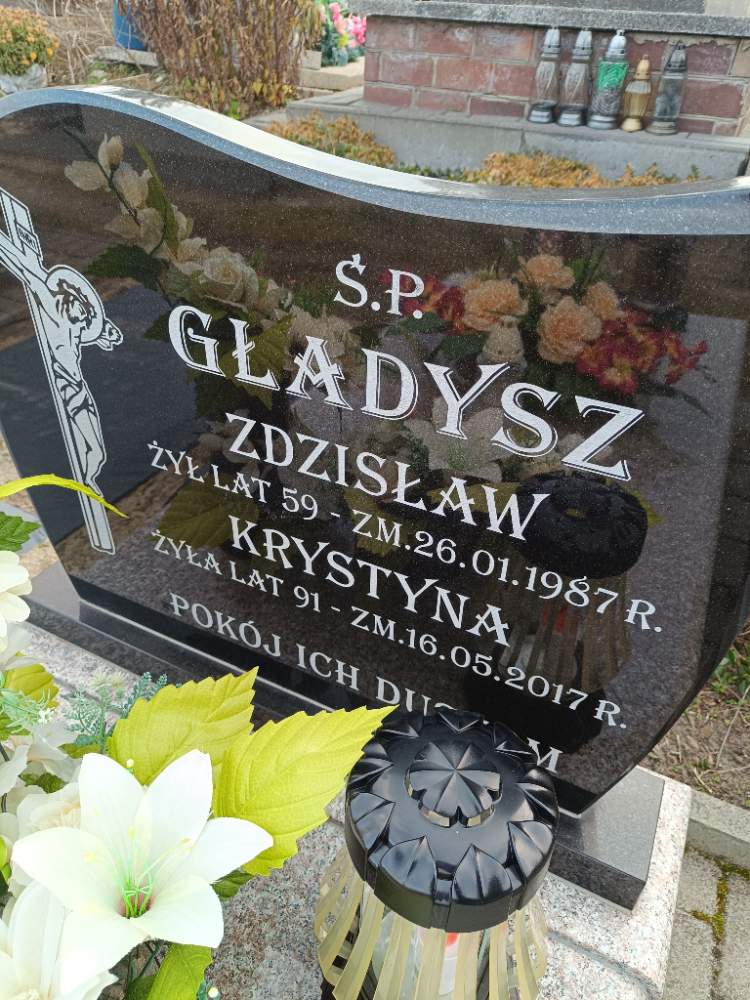 Ś.P.
GŁADYSZ
ZDZISŁAW
ŻYŁ LAT 59 - ZM.26.01.1987 R.
KRYSTYNA
ŻYŁA LAT 91 - ZM.16.05.2017 R.
POKÓJ ICH